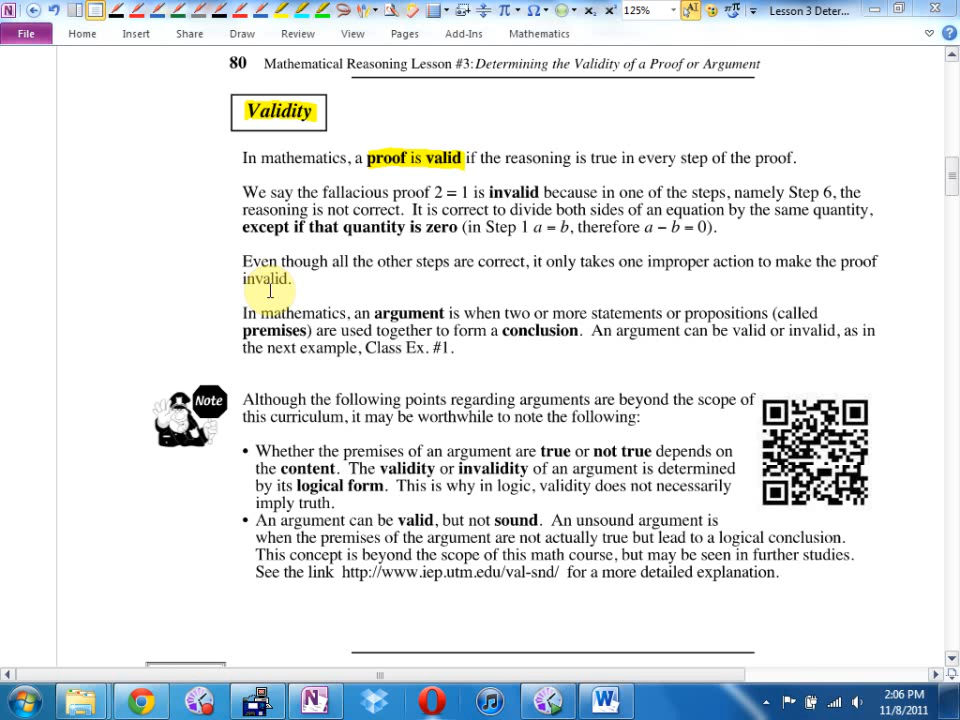 125%
Lesson 3 Deter...
File Home Insert Share Draw Review View Pages Add-Ins Mathematics
80 Mathematical Reasoning Lesson #3: Determining the Validity of a Proof or Argument
Validity
In mathematics, a proof is valid if the reasoning is true in every step of the proof.
We say the fallacious proof 2 = 1 is invalid because in one of the steps, namely Step 6, the
reasoning is not correct. It is correct to divide both sides of an equation by the same quantity,
except if that quantity is zero (in Step 1 a = b, therefore a – b = 0).
Even though all the other steps are correct, it only takes one improper action to make the proof
invalid.
In mathematics, an argument is when two or more statements or propositions (called
premises) are used together to form a conclusion. An argument can be valid or invalid, as in
the next example, Class Ex. #1.
Note
Although the following points regarding arguments are beyond the scope of
this curriculum, it may be worthwhile to note the following:
• Whether the premises of an argument are true or not true depends on
the content. The validity or invalidity of an argument is determined
by its logical form. This is why in logic, validity does not necessarily
imply truth.
• An argument can be valid, but not sound. An unsound argument is
when the premises of the argument are not actually true but lead to a logical conclusion.
This concept is beyond the scope of this math course, but may be seen in further studies.
See the link http://www.iep.utm.edu/val-snd/ for a more detailed explanation.
2:06 PM
11/8/2011